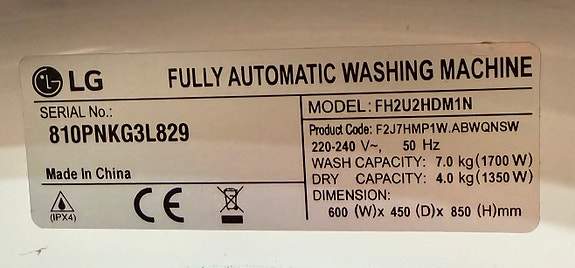 LG FULLY AUTOMATIC WASHING MACHINE
SERIAL No.:
810PNKG3L829
Made in China
(IPX4)
CE
MODEL: FH2U2HDM1N
Product Code: F2J7HMP1W.ABWQNSW
220-240 V~, 50 Hz
WASH CAPACITY: 7.0 kg(1700 W)
DRY CAPACITY: 4.0 kg(1350 W)
DIMENSION:
600 (W)x 450 (D)x 850 (H)mm